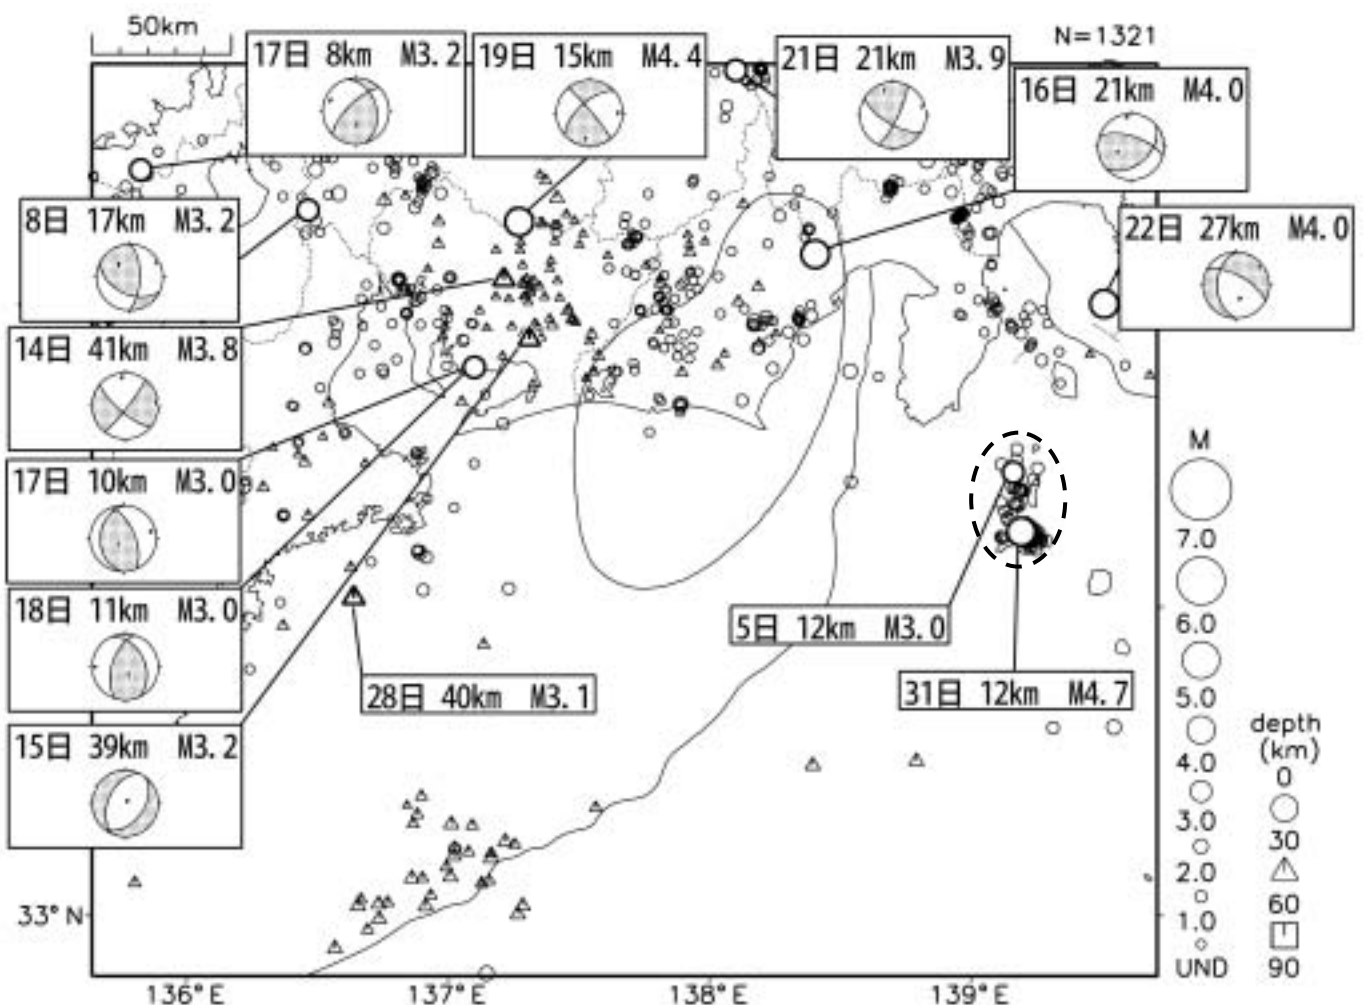 50km
N=1321
17日 8km M3.2
19日 15km M4.4
21日 21km M3.9
16日 21km M4.0
8日 17km M3.2
22日 27km M4.0
14日 41km M3.8
17日 10km M3.0
18日 11km M3.0
15日 39km M3.2
28日 40km M3.1
5日 12km M3.0
31日 12km M4.7
M
7.0
6.0
5.0
4.0
3.0
2.0
1.0
UND
depth
(km)
0
30
60
90
33°N
136°E
137°E
138°E
139°E